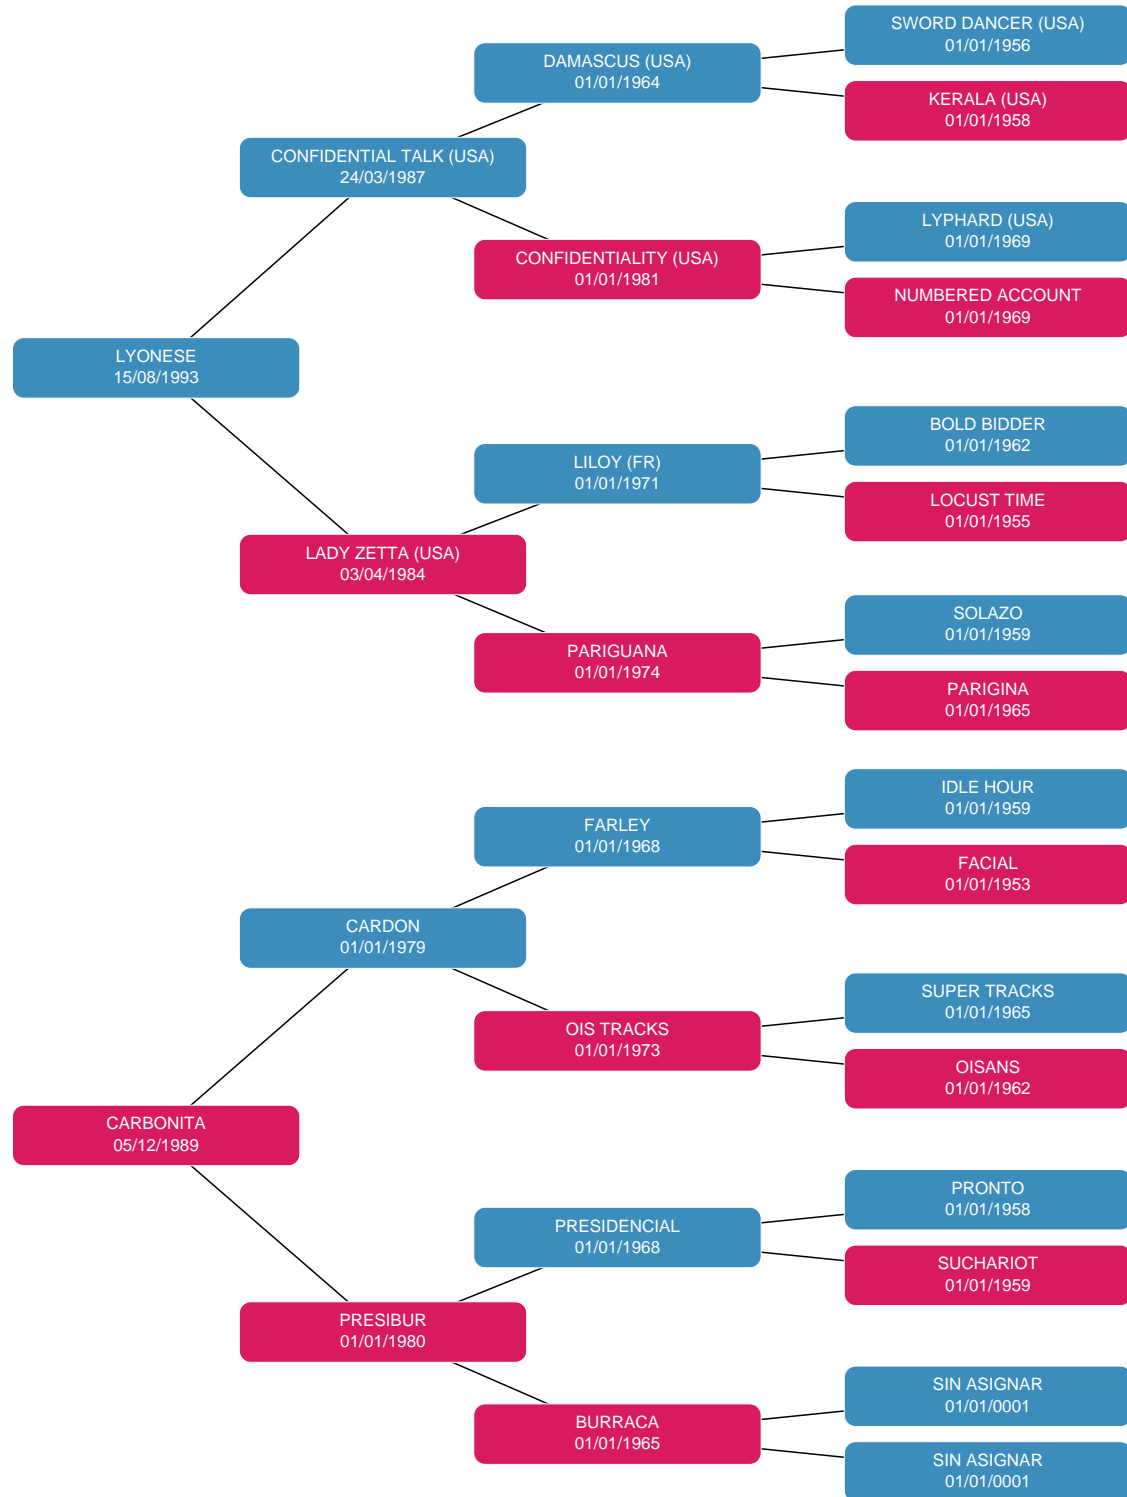 SWORD DANCER (USA)
01/01/1956
DAMASCUS (USA)
01/01/1964
KERALA (USA)
01/01/1958
CONFIDENTIAL TALK (USA)
24/03/1987
LYPHARD (USA)
01/01/1969
CONFIDENTIALITY (USA)
01/01/1981
NUMBERED ACCOUNT
01/01/1969
LYONESE
15/08/1993
BOLD BIDDER
01/01/1962
LILOY (FR)
01/01/1971
LOCUST TIME
01/01/1955
LADY ZETTA (USA)
03/04/1984
SOLAZO
01/01/1959
PARIGUANA
01/01/1974
PARIGINA
01/01/1965
IDLE HOUR
01/01/1959
FARLEY
01/01/1968
FACIAL
01/01/1953
CARDON
01/01/1979
SUPER TRACKS
01/01/1965
OIS TRACKS
01/01/1973
OISANS
01/01/1962
CARBONITA
05/12/1989
PRONTO
01/01/1958
PRESIDENCIAL
01/01/1968
SUCHARIOT
01/01/1959
PRESIBUR
01/01/1980
SIN ASIGNAR
01/01/0001
BURRACA
01/01/1965
SIN ASIGNAR
01/01/0001